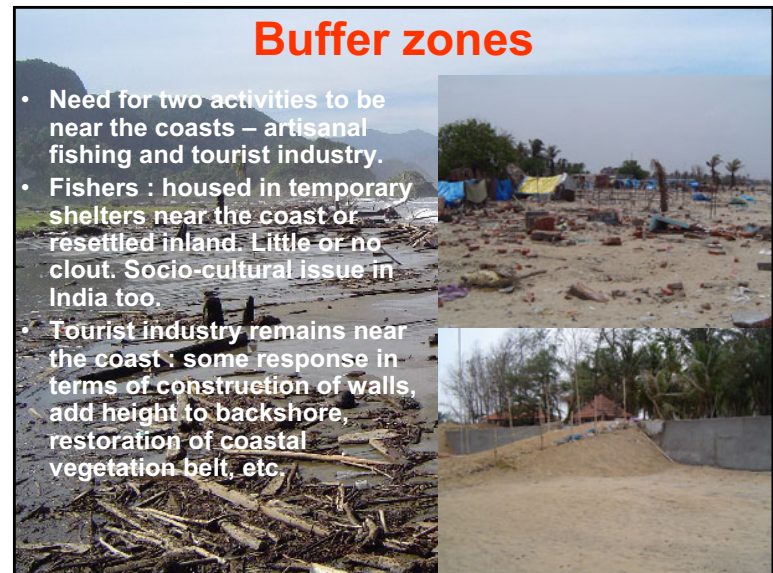 Buffer zones
• Need for two activities to be
near the coasts – artisanal
fishing and tourist industry.
• Fishers : housed in temporary
shelters near the coast or
resettled inland. Little or no
clout. Socio-cultural issue in
India too.
• Tourist industry remains near
the coast : some response in
terms of construction of walls,
add height to backshore,
restoration of coastal
vegetation belt, etc.